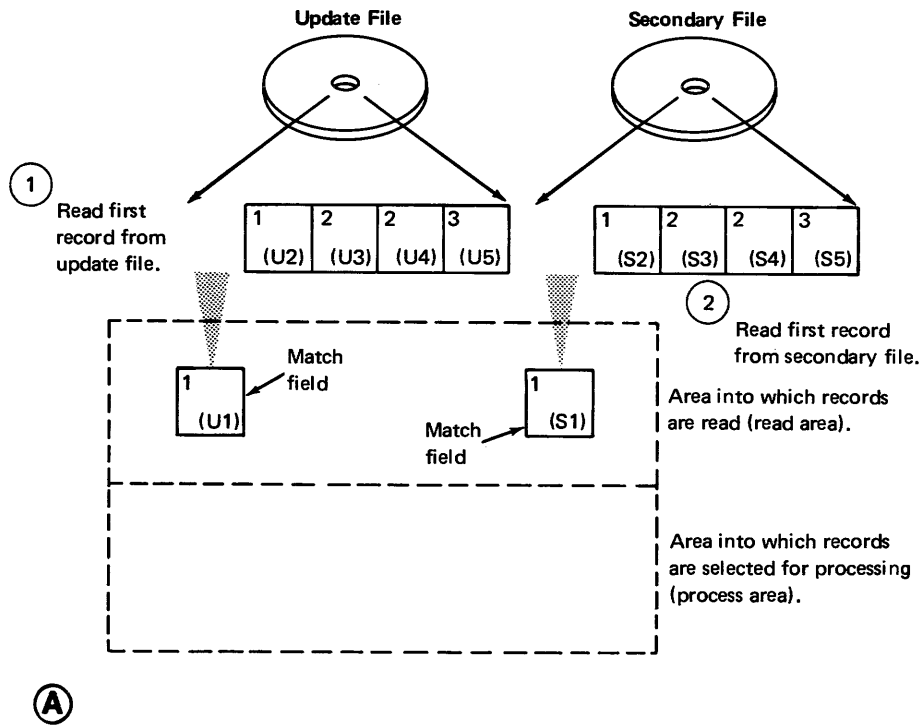 Update File
Secondary File
1
Read first
record from
update file.
1 2 2 3
(U2) (U3) (U4) (U5)
1 2 2 3
(S2) (S3) (S4) (S5)
2
Read first record
from secondary file.
1
(U1)
Match
field
1
(S1)
Match
field
Area into which records
are read (read area).
Area into which records
are selected for processing
(process area).
A